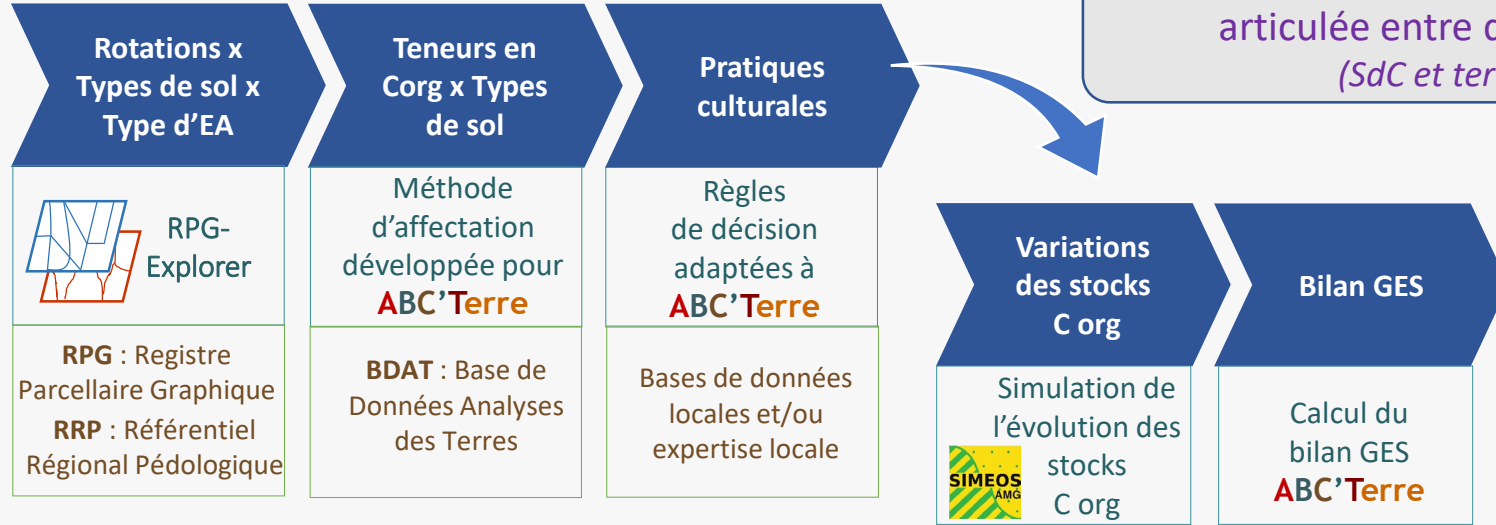 articulée entre d
(SdC et ter
Rotations x
Types de sol x
Type d'EA
Teneurs en
Corg x Types
de sol
Pratiques
culturales
RPG-
Explorer
Méthode
d'affectation
développée pour
ABC'Terre
Règles
de décision
adaptées à
ABC'Terre
RPG : Registre
Parcellaire Graphique
RRP : Référentiel
Régional Pédologique
BDAT : Base de
Données Analyses
des Terres
Bases de données
locales et/ou
expertise locale
Variations
des stocks
C org
Bilan GES
Simulation de
l'évolution des
stocks
C org
SIMEOS
AMG
Calcul du
bilan GES
ABC'Terre